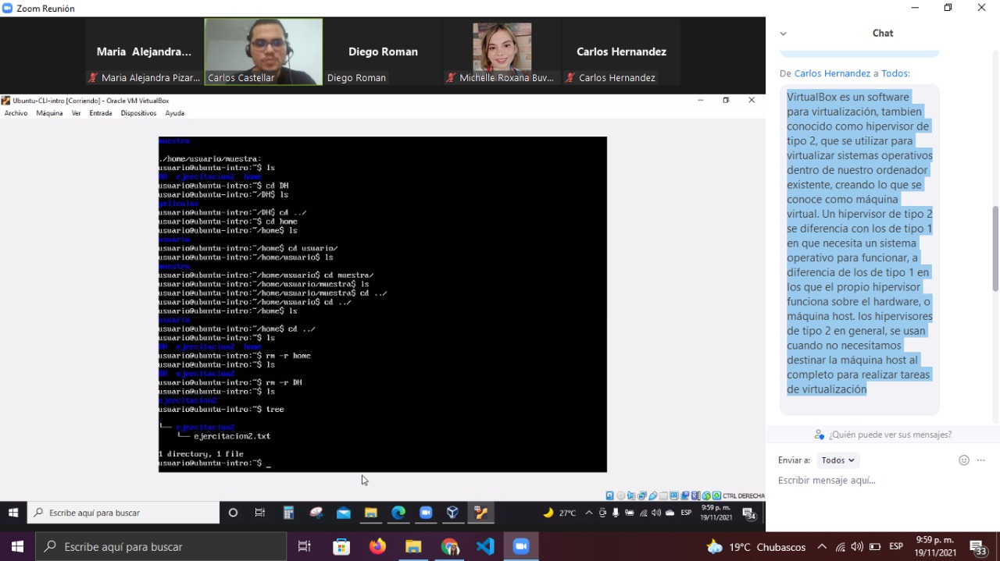 Zoom Reunión
Maria Alejandra...
Maria Alejandra Pizar...
Carlos Castellar
Diego Roman
Diego Roman
Michelle Roxana Buv...
Carlos Hernandez
Carlos Hernandez
Ubuntu-CLI-intro [Corriendo] - Oracle VM VirtualBox
Archivo Máquina Ver Entrada Dispositivos Ayuda
muestra
./home/usuario/muestra:
usuario@ubuntu-intro:~$ ls
DH ejercitacion2 home
usuario@ubuntu-intro:~$ cd DH
usuario@ubuntu-intro:~/DH$ ls
peliculas
usuario@ubuntu-intro:~/DH$ cd ../
usuario@ubuntu-intro:~$ cd home
usuario@ubuntu-intro:~/home$ ls
usuario
usuario@ubuntu-intro:~/home$ cd usuario/
usuario@ubuntu-intro:~/home/usuario$ ls
muestra
usuario@ubuntu-intro:~/home/usuario$ cd muestra/
usuario@ubuntu-intro:~/home/usuario/muestra$ ls
usuario@ubuntu-intro:~/home/usuario/muestra$ cd ../
usuario@ubuntu-intro:~/home/usuario$ cd ../
usuario@ubuntu-intro:~/home$ ls
usuario
usuario@ubuntu-intro:~/home$ cd ../
usuario@ubuntu-intro:~$ ls
DH ejercitacion2 home
usuario@ubuntu-intro:~$ rm -r home
usuario@ubuntu-intro:~$ ls
DH ejercitacion2
usuario@ubuntu-intro:~$ rm -r DH
usuario@ubuntu-intro:~$ ls
ejercitacion2
usuario@ubuntu-intro:~$ tree
.
└── ejercitacion2
└── ejercitacion2.txt
1 directory, 1 file
usuario@ubuntu-intro:~$ _
CTRL DERECHA
Escribe aquí para buscar
27°C
ESP
9:59 p. m.
19/11/2021
34
Chat
De Carlos Hernandez a Todos:
VirtualBox es un software
para virtualización, tambien
conocido como hipervisor de
tipo 2, que se utilizar para
virtualizar sistemas operativos
dentro de nuestro ordenador
existente, creando lo que se
conoce como máquina
virtual. Un hipervisor de tipo 2
se diferencia con los de tipo 1
en que necesita un sistema
operativo para funcionar, a
diferencia de los de tipo 1 en
los que el propio hipervisor
funciona sobre el hardware, o
máquina host. los hipervisores
de tipo 2 en general, se usan
cuando no necesitamos
destinar la máquina host al
completo para realizar tareas
de virtualización
¿Quién puede ver sus mensajes?
Enviar a: Todos
Escribir mensaje aquí...
Escribe aquí para buscar
19°C Chubascos
ESP
9:59 p. m.
19/11/2021
33